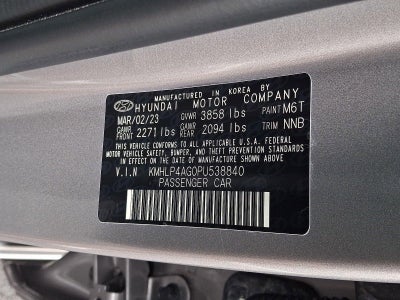 MANUFACTURED IN KOREA BY
HYUNDAI MOTOR COMPANY
MAR/02/23 GVWR 3858 lbs PAINT M6T
GAWR FRONT 2271 lbs GAWR REAR 2094 lbs TRIM NNB
THIS VEHICLE CONFORMS TO ALL APPLICABLE
U.S. FEDERAL MOTOR VEHICLE SAFETY, BUMPER,
AND THEFT PREVENTION STANDARDS IN EFFECT
ON THE DATE OF MANUFACTURE SHOWN ABOVE.
V.I.N KMHLP4AG0PU538840
PASSENGER CAR